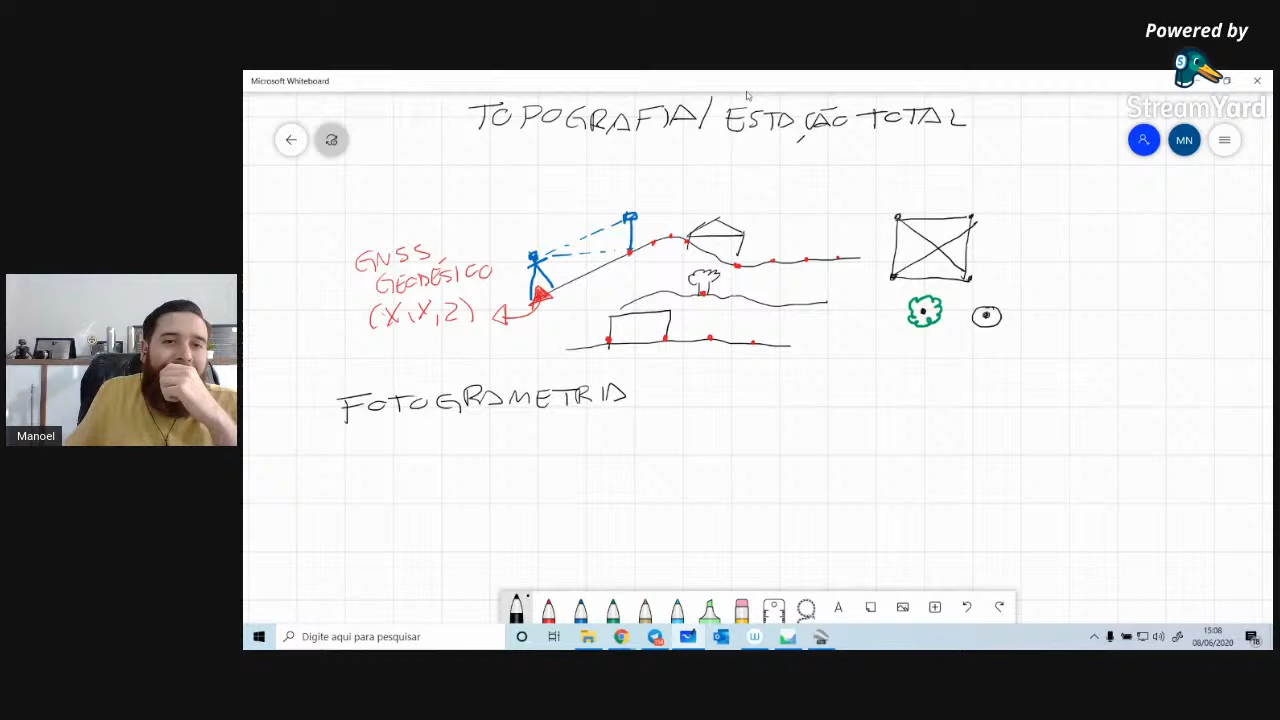 Powered by
StreamYard
Microsoft Whiteboard
TOPOGRAFIA/ ESTAÇÃO TOTAL
MN
GNSS
GEODÉSICO
(X,Y,Z)
FOTOGRAMETRIA
Manoel
A
Digite aqui para pesquisar
15:08
08/06/2020